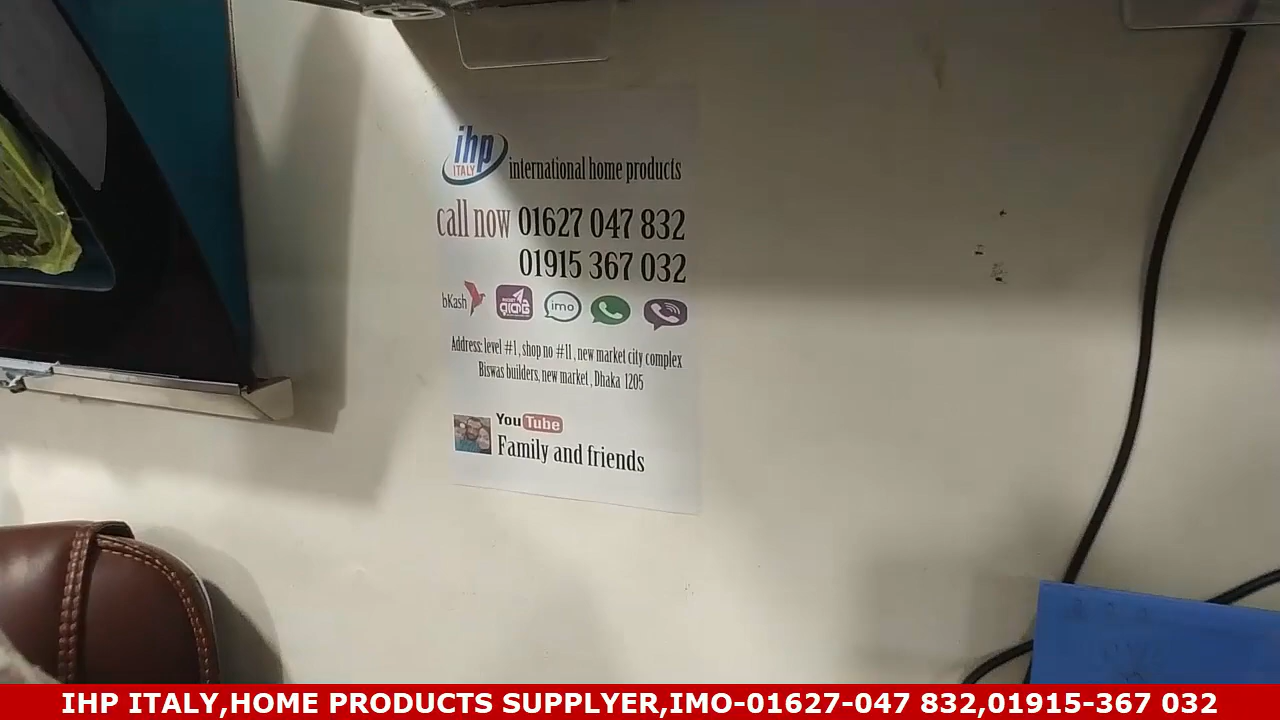 ihp
ITALY
international home products
call now 01627 047 832
01915 367 032
bKash
imo
Address: level #1, shop no #11, new market city complex
Biswas builders, new market, Dhaka 1205
YouTube
Family and friends
IHP ITALY,HOME PRODUCTS SUPPLYER,IMO-01627-047 832,01915-367 032